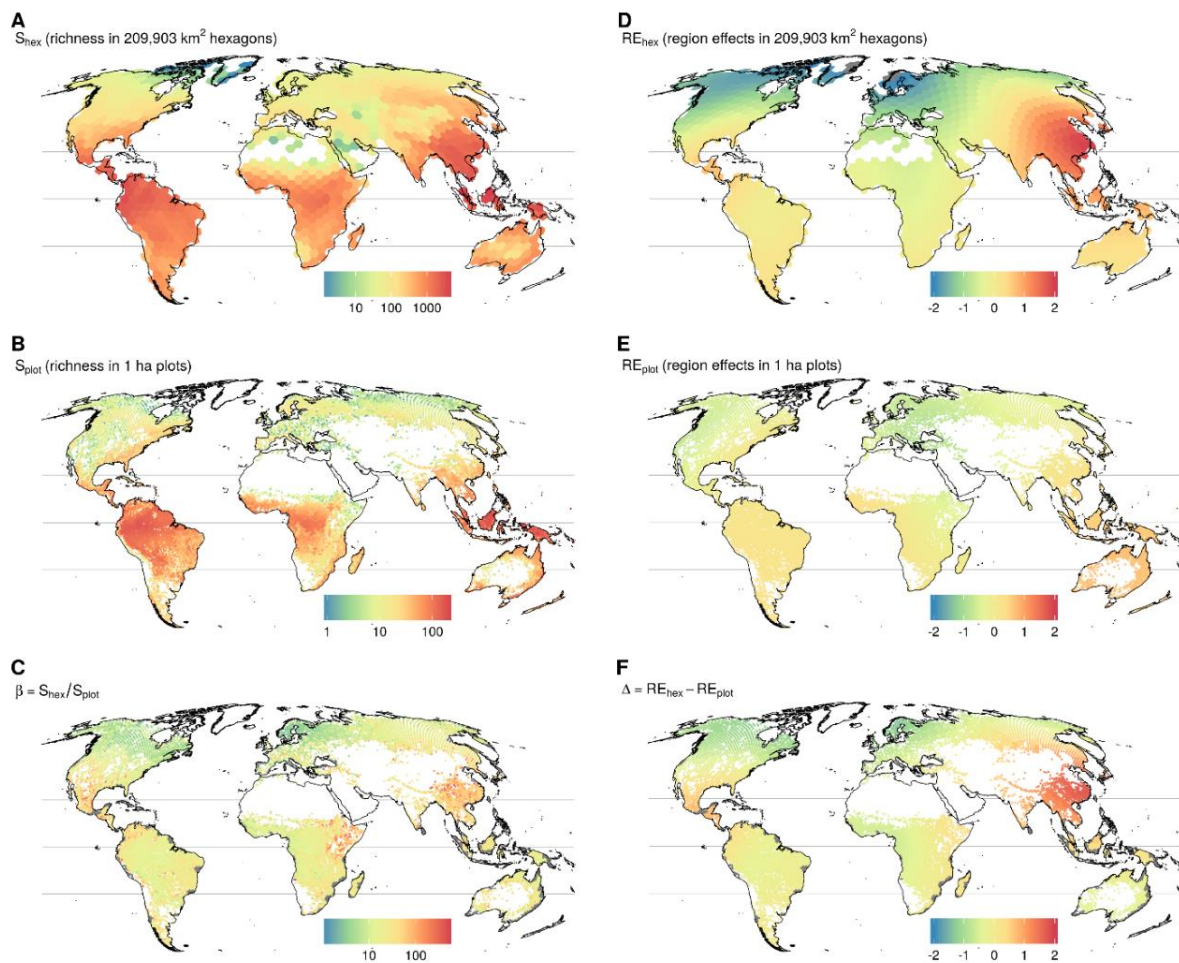 A
S_hex (richness in 209,903 km² hexagons)
10 100 1000
B
S_plot (richness in 1 ha plots)
1 10 100
C
β = S_hex/S_plot
10 100
D
RE_hex (region effects in 209,903 km² hexagons)
-2 -1 0 1 2
E
RE_plot (region effects in 1 ha plots)
-2 -1 0 1 2
F
Δ = RE_hex − RE_plot
-2 -1 0 1 2